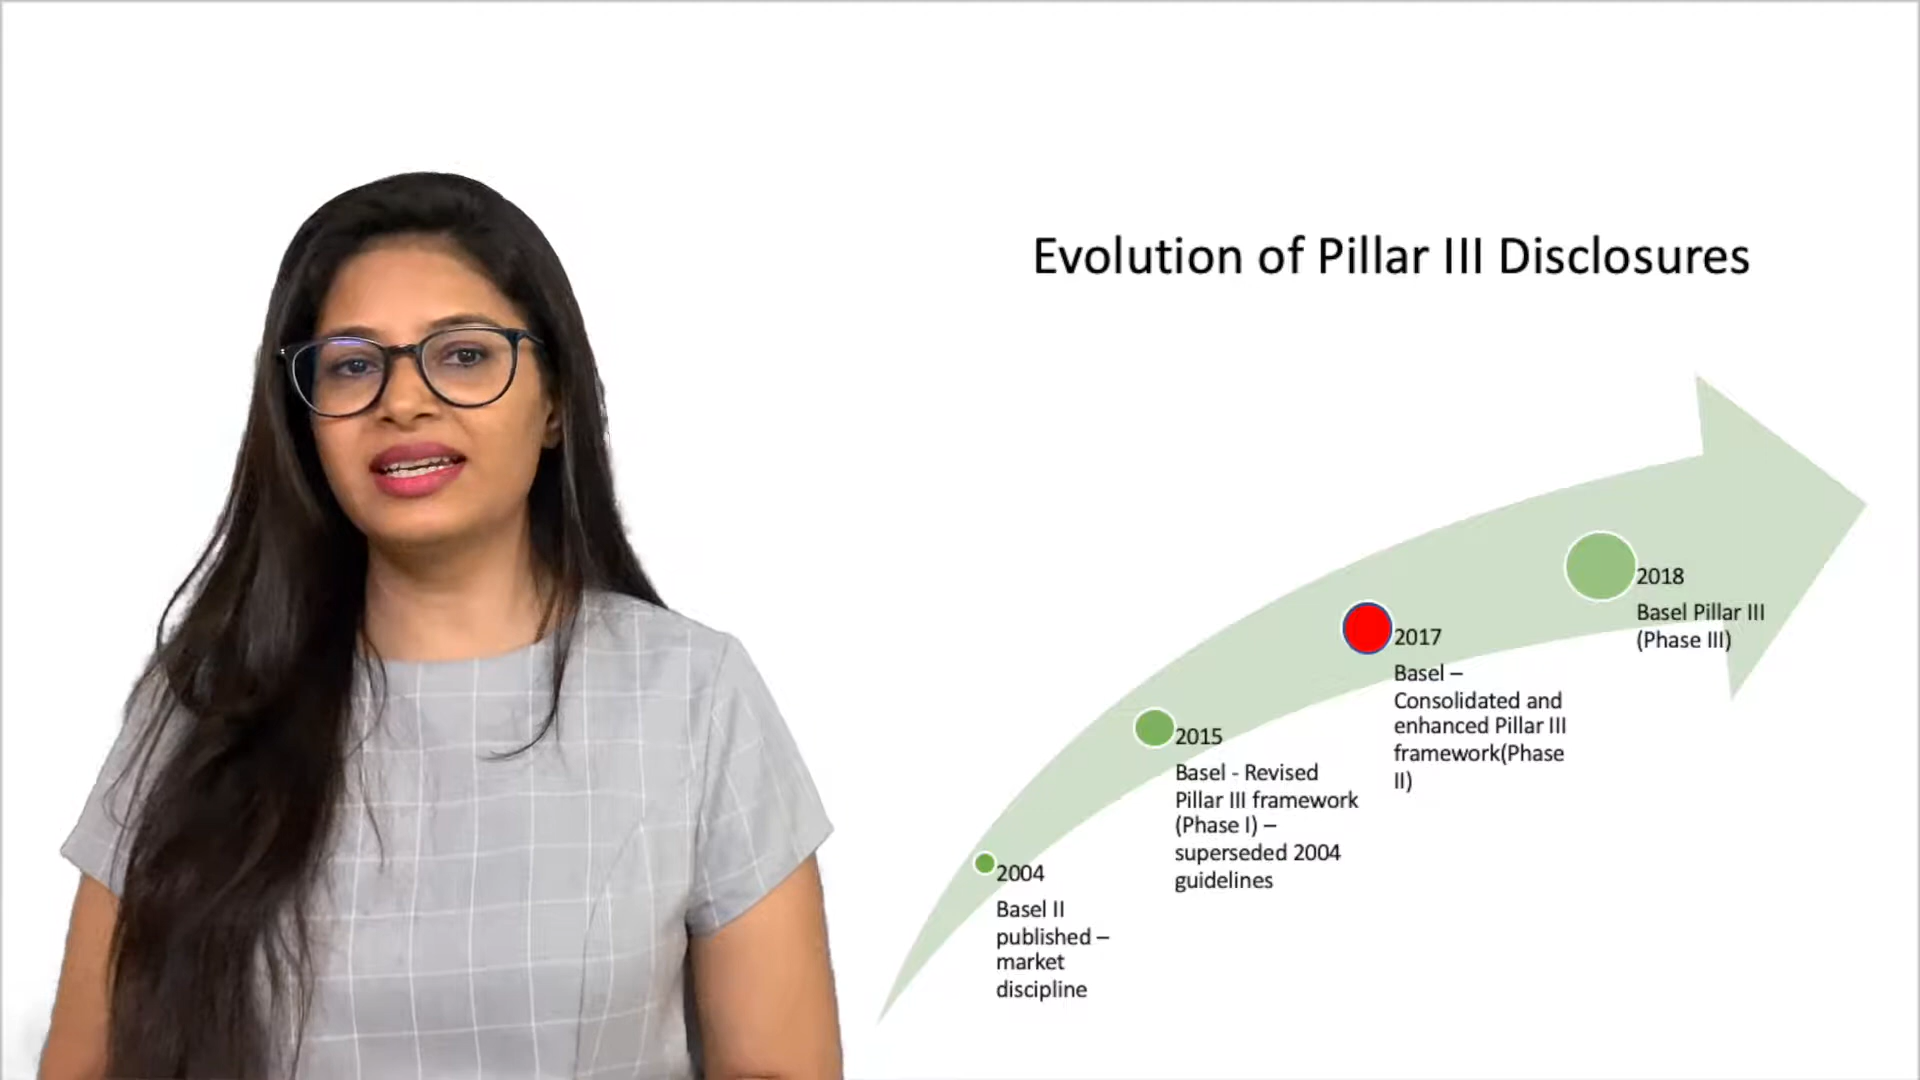 Evolution of Pillar III Disclosures
2018
Basel Pillar III
(Phase III)
2017
Basel –
Consolidated and
enhanced Pillar III
framework(Phase
II)
2015
Basel - Revised
Pillar III framework
(Phase I) –
superseded 2004
guidelines
2004
Basel II
published –
market
discipline